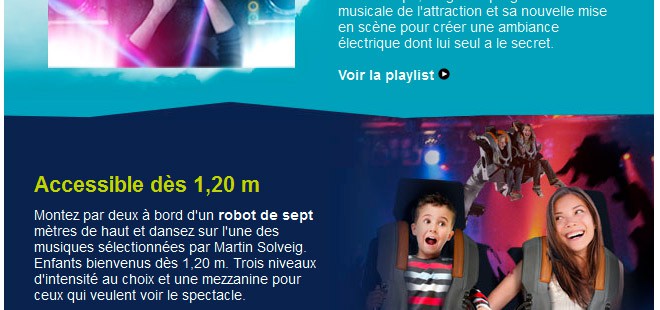 musicale de l'attraction et sa nouvelle mise
en scène pour créer une ambiance
électrique dont lui seul a le secret.
Voir la playlist
Accessible dès 1,20 m
Montez par deux à bord d'un robot de sept
mètres de haut et dansez sur l'une des
musiques sélectionnées par Martin Solveig.
Enfants bienvenus dès 1,20 m. Trois niveaux
d'intensité au choix et une mezzanine pour
ceux qui veulent voir le spectacle.